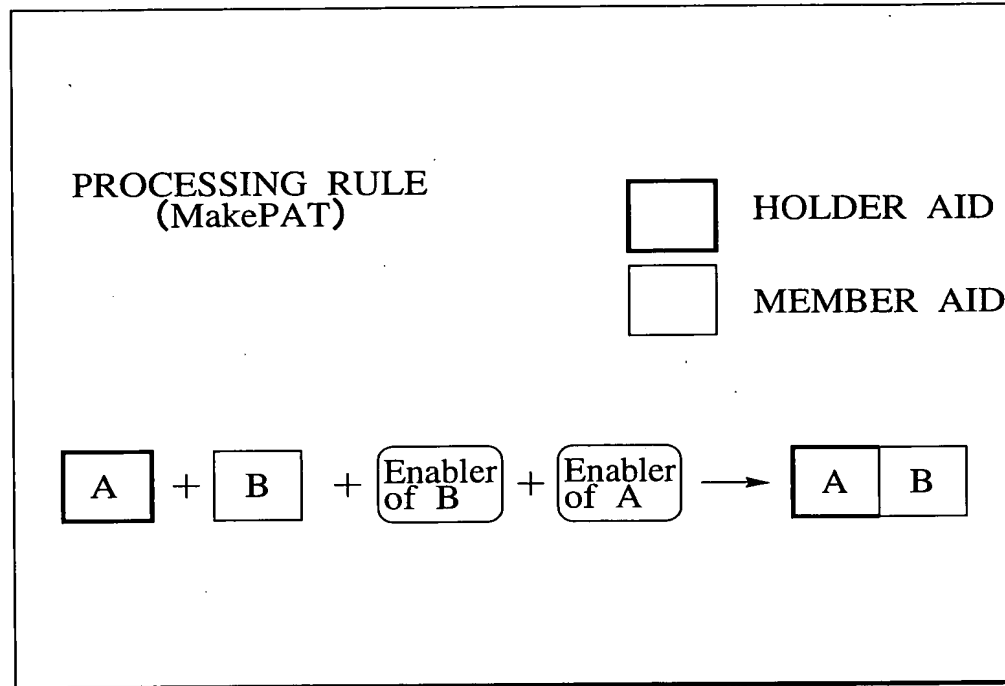 PROCESSING RULE
(MakePAT)
HOLDER AID
MEMBER AID
A + B + Enabler of B + Enabler of A → A B